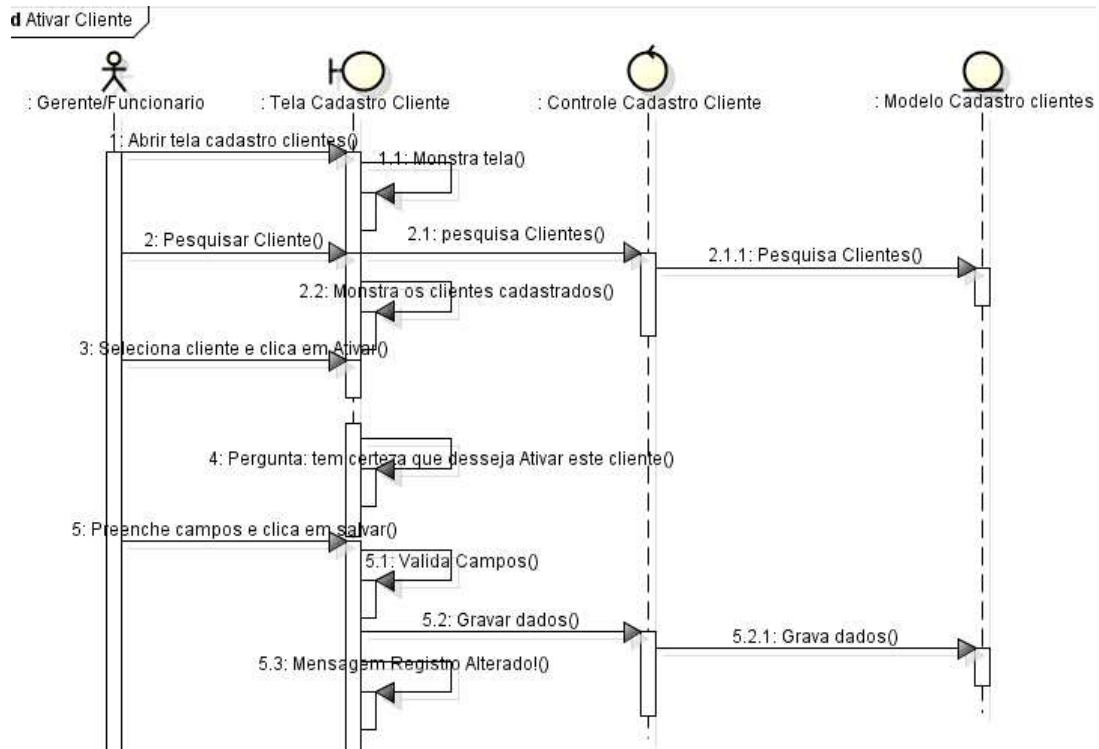 d Ativar Cliente
: Gerente/Funcionario
: Tela Cadastro Cliente
: Controle Cadastro Cliente
: Modelo Cadastro clientes
1: Abrir tela cadastro clientes()
1.1: Monstra tela()
2: Pesquisar Cliente()
2.1: pesquisa Clientes()
2.1.1: Pesquisa Clientes()
2.2: Monstra os clientes cadastrados()
3: Seleciona cliente e clica em Ativar()
4: Pergunta: tem certeza que desseja Ativar este cliente()
5: Preenche campos e clica em salvar()
5.1: Valida Campos()
5.2: Gravar dados()
5.2.1: Grava dados()
5.3: Mensagem Registro Alterado!()